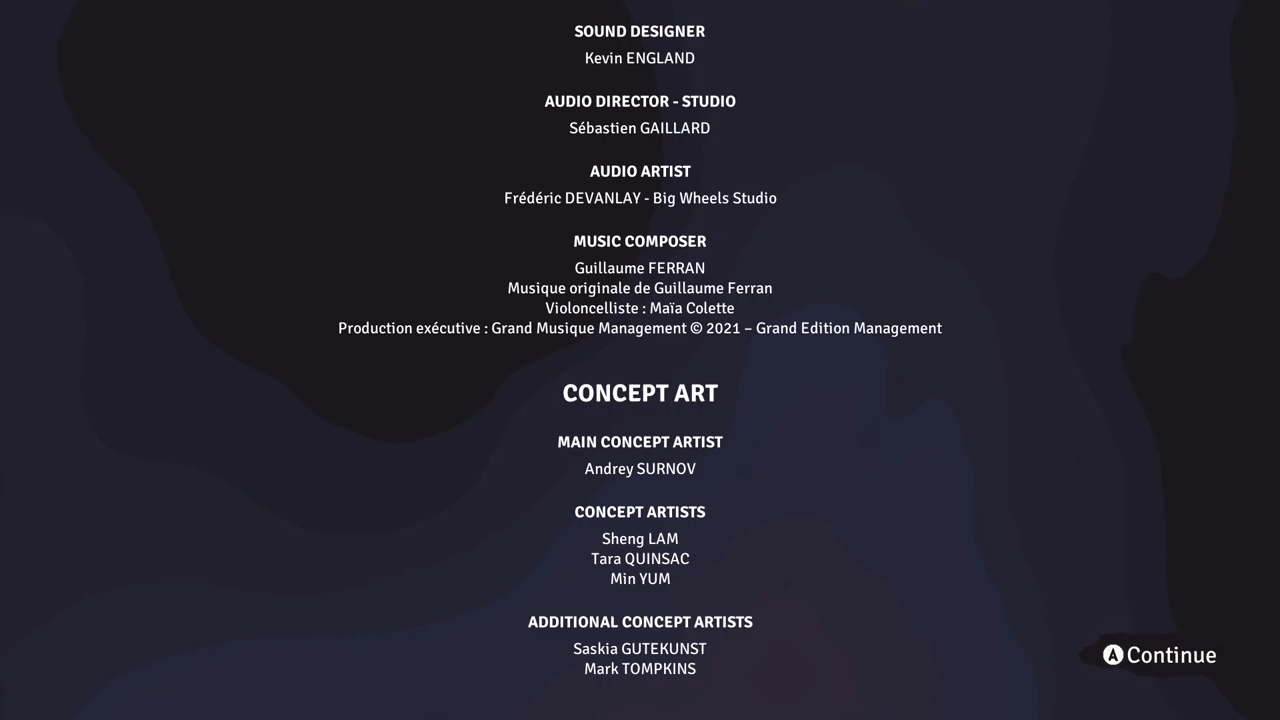 SOUND DESIGNER
Kevin ENGLAND
AUDIO DIRECTOR - STUDIO
Sébastien GAILLARD
AUDIO ARTIST
Frédéric DEVANLAY - Big Wheels Studio
MUSIC COMPOSER
Guillaume FERRAN
Musique originale de Guillaume Ferran
Violoncelliste : Maïa Colette
Production exécutive : Grand Musique Management © 2021 – Grand Edition Management
CONCEPT ART
MAIN CONCEPT ARTIST
Andrey SURNOV
CONCEPT ARTISTS
Sheng LAM
Tara QUINSAC
Min YUM
ADDITIONAL CONCEPT ARTISTS
Saskia GUTEKUNST
Mark TOMPKINS
A Continue